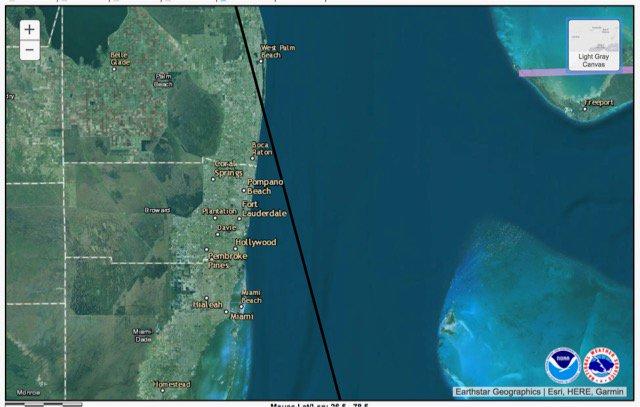 +
−
Belle
Glade
West Palm
Beach
Palm
Beach
Light Gray
Canvas
Freeport
Boca
Raton
Coral
Springs
Pompano
Beach
Broward
Plantation
Fort
Lauderdale
Davie
Hollywood
Pembroke
Pines
Miami
Beach
Hialeah
Miami
Miami-
Dade
Homestead
Monroe
NOAA
Earthstar Geographics | Esri, HERE, Garmin